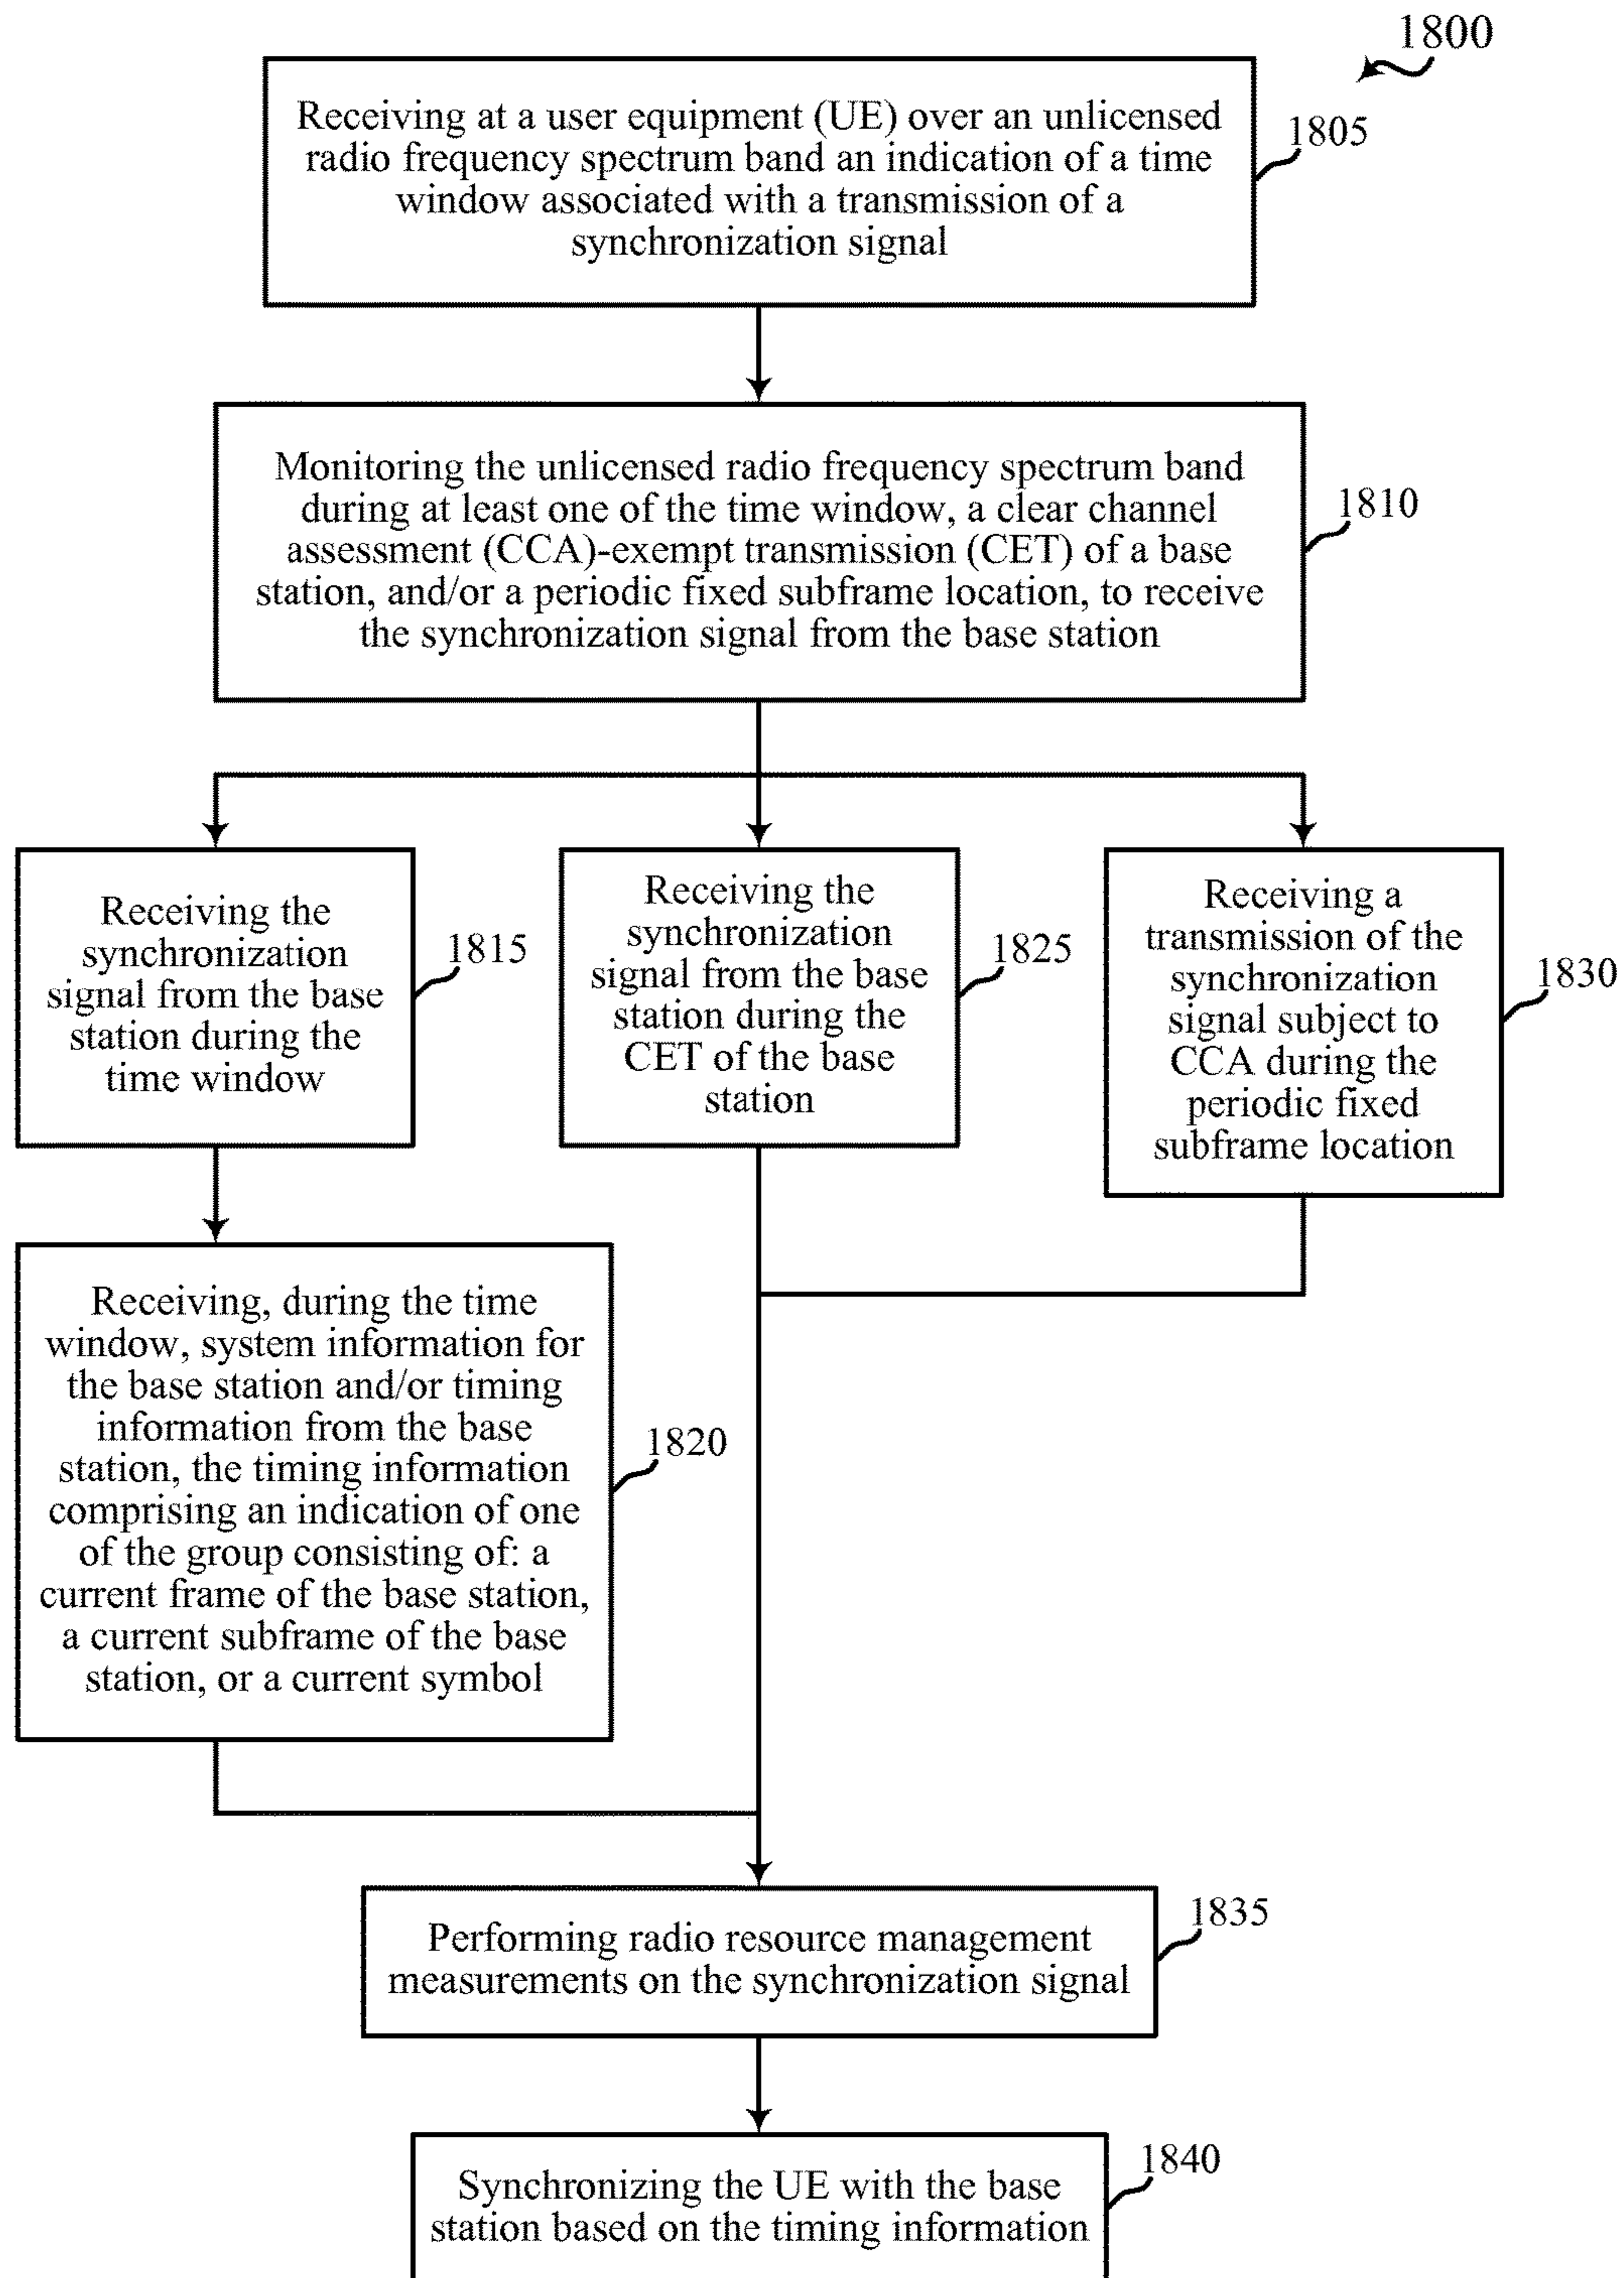 1800
Receiving at a user equipment (UE) over an unlicensed
radio frequency spectrum band an indication of a time
window associated with a transmission of a
synchronization signal
1805
Monitoring the unlicensed radio frequency spectrum band
during at least one of the time window, a clear channel
assessment (CCA)-exempt transmission (CET) of a base
station, and/or a periodic fixed subframe location, to receive
the synchronization signal from the base station
1810
Receiving the
synchronization
signal from the base
station during the
time window
1815
Receiving the
synchronization
signal from the base
station during the
CET of the base
station
1825
Receiving a
transmission of the
synchronization
signal subject to
CCA during the
periodic fixed
subframe location
1830
Receiving, during the time
window, system information for
the base station and/or timing
information from the base
station, the timing information
comprising an indication of one
of the group consisting of: a
current frame of the base station,
a current subframe of the base
station, or a current symbol
1820
Performing radio resource management
measurements on the synchronization signal
1835
Synchronizing the UE with the base
station based on the timing information
1840